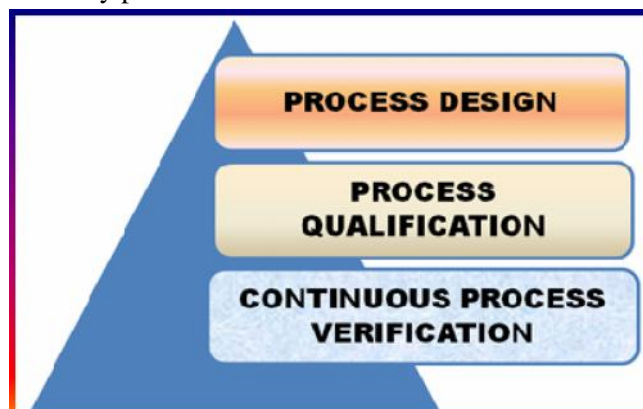 PROCESS DESIGN
PROCESS
QUALIFICATION
CONTINUOUS PROCESS
VERIFICATION